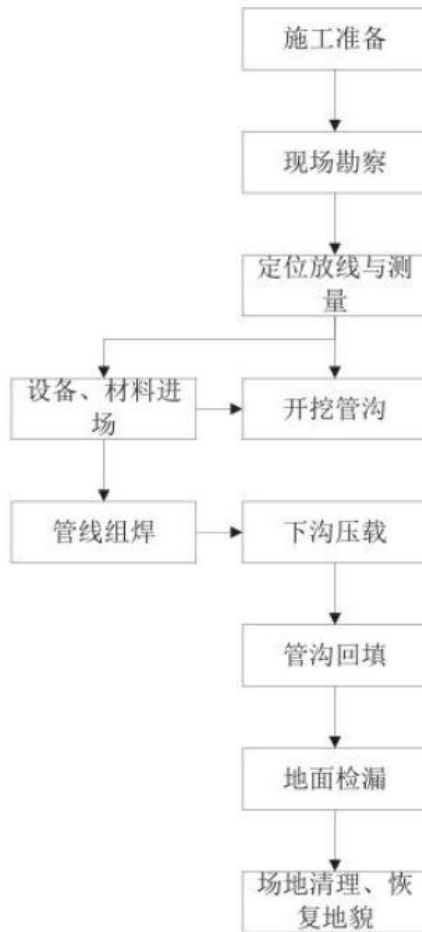 施工准备
现场勘察
定位放线与测
量
设备、材料进
场
开挖管沟
管线组焊
下沟压载
管沟回填
地面检漏
场地清理、恢
复地貌